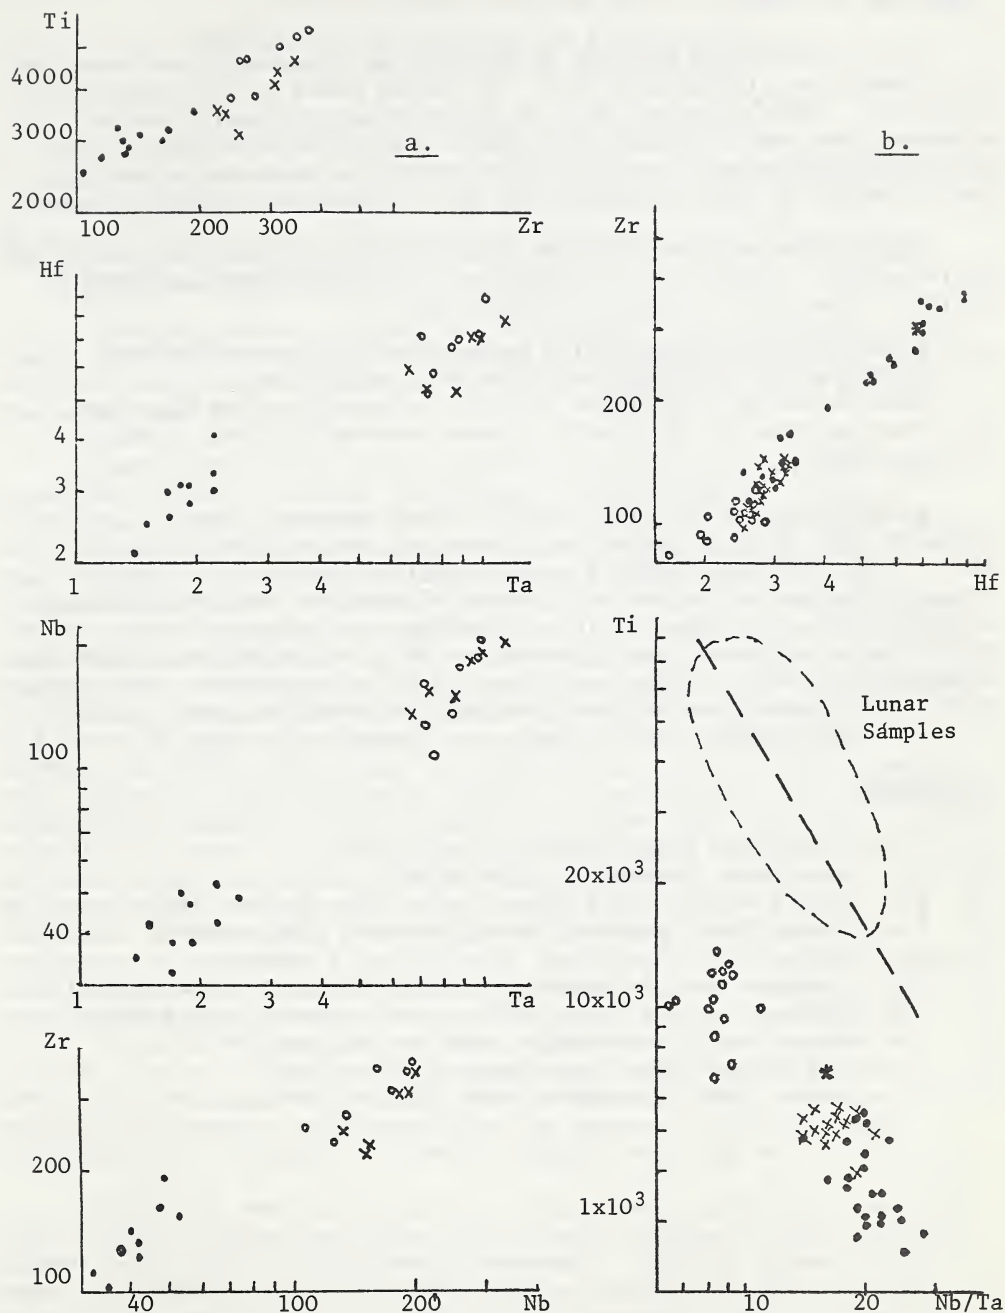 Ti
4000
3000
2000
100 200 300 Zr
a.
Hf
4
3
2
1 2 3 4 Ta
Nb
100
40
1 2 3 4 Ta
Zr
200
100
40 100 200 Nb
b.
Zr
200
100
2 3 4 Hf
Ti
Lunar
Samples
20x10³
10x10³
1x10³
10 20 Nb/Ta